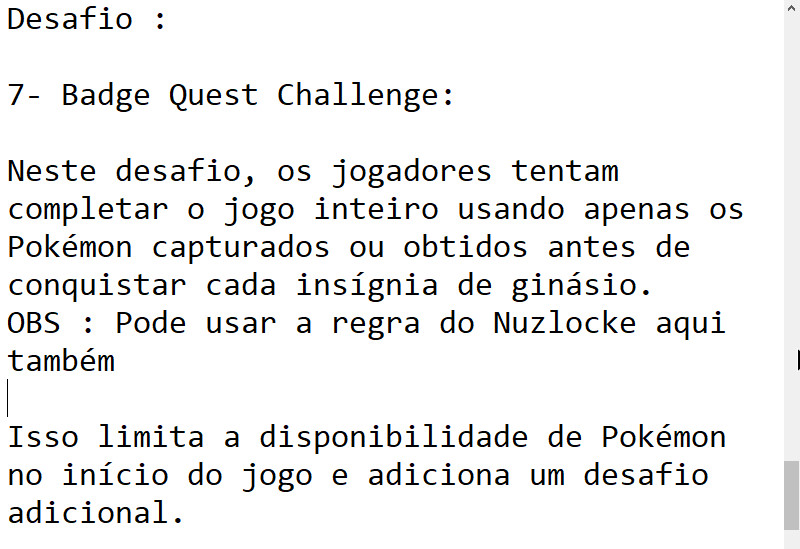 Desafio :
7- Badge Quest Challenge:
Neste desafio, os jogadores tentam
completar o jogo inteiro usando apenas os
Pokémon capturados ou obtidos antes de
conquistar cada insígnia de ginásio.
OBS : Pode usar a regra do Nuzlocke aqui
também
Isso limita a disponibilidade de Pokémon
no início do jogo e adiciona um desafio
adicional.